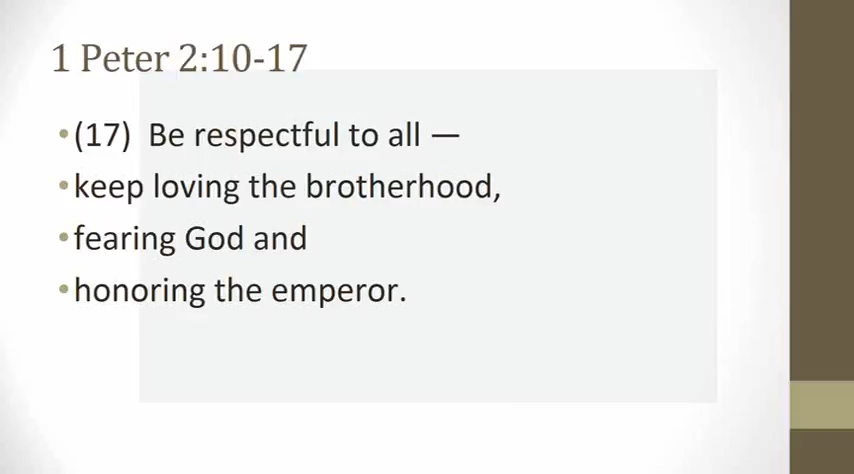 1 Peter 2:10-17
•(17) Be respectful to all —
•keep loving the brotherhood,
•fearing God and
•honoring the emperor.